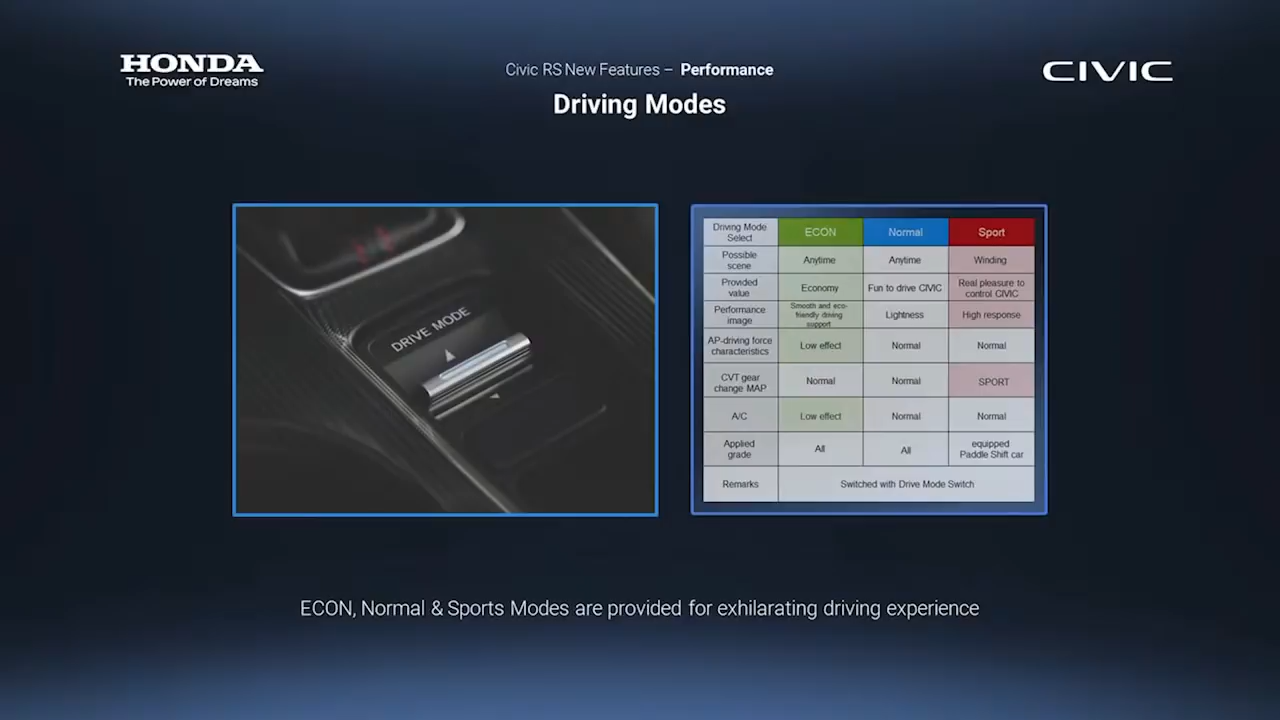 HONDA
The Power of Dreams
Civic RS New Features – Performance
CIVIC
Driving Modes
DRIVE MODE
Driving Mode
Select
ECON
Normal
Sport
Possible
scene
Anytime
Anytime
Winding
Provided
value
Economy
Fun to drive CIVIC
Real pleasure to
control CIVIC
Performance
image
Smooth and eco-
friendly driving
support
Lightness
High response
AP-driving force
characteristics
Low effect
Normal
Normal
CVT gear
change MAP
Normal
Normal
SPORT
A/C
Low effect
Normal
Normal
Applied
grade
All
All
equipped
Paddle Shift car
Remarks
Switched with Drive Mode Switch
ECON, Normal & Sports Modes are provided for exhilarating driving experience